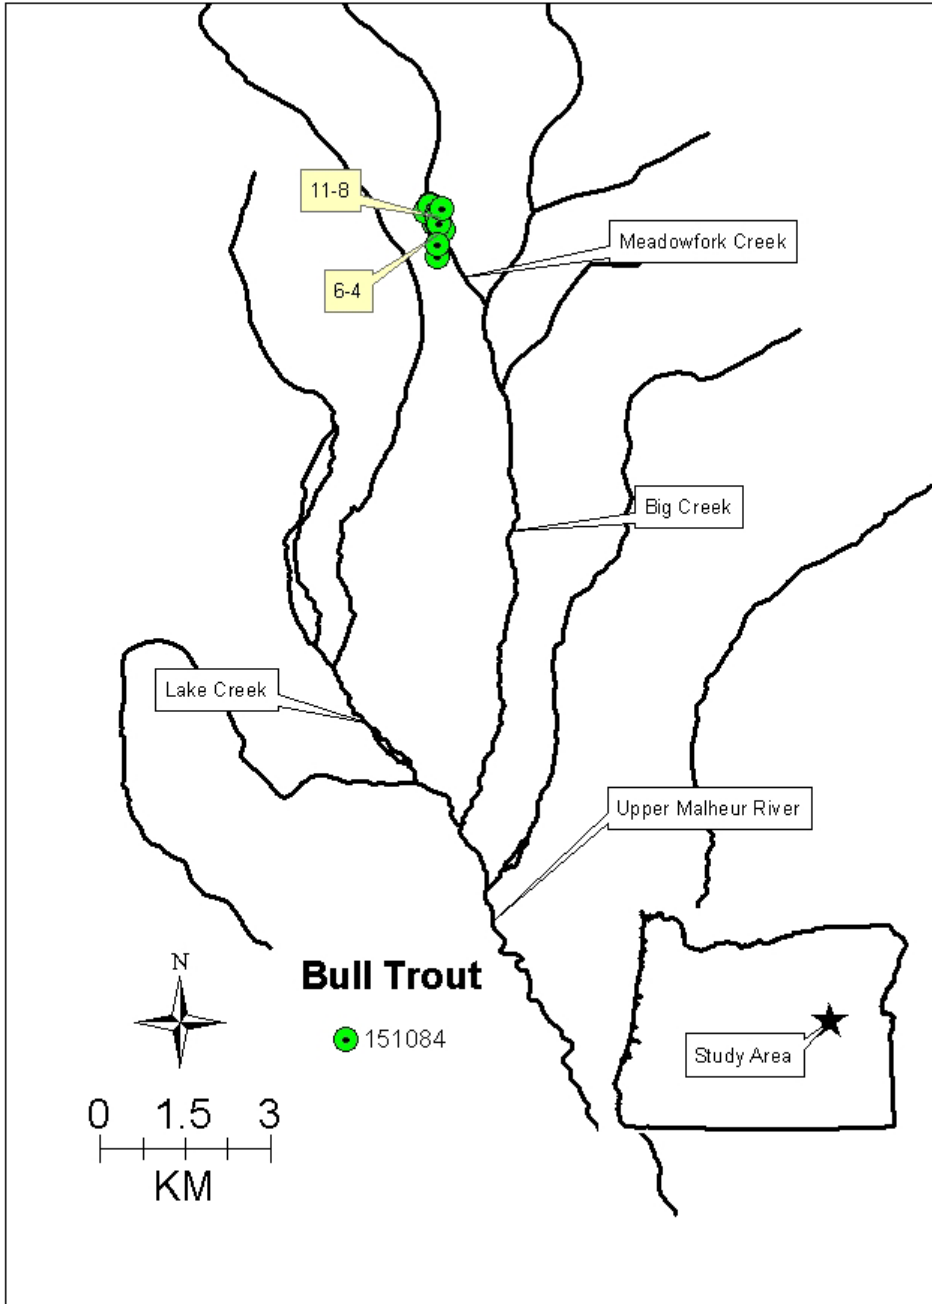 11-8
Meadowfork Creek
6-4
Big Creek
Lake Creek
Upper Malheur River
N
Bull Trout
151084
Study Area
0 1.5 3
KM